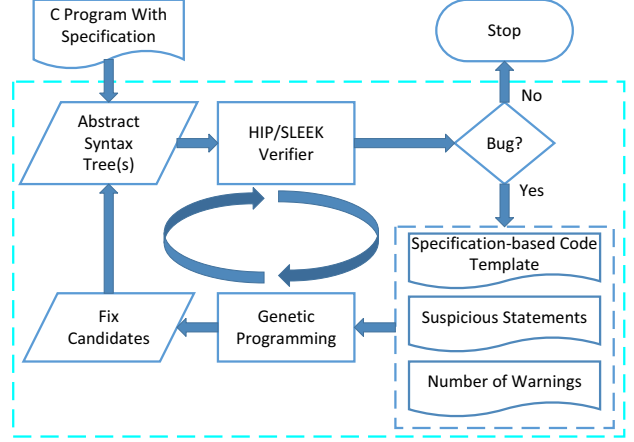 C Program With
Specification
Stop
No
Abstract
Syntax
Tree(s)
HIP/SLEEK
Verifier
Bug?
Yes
Specification-based Code
Template
Suspicious Statements
Number of Warnings
Genetic
Programming
Fix
Candidates